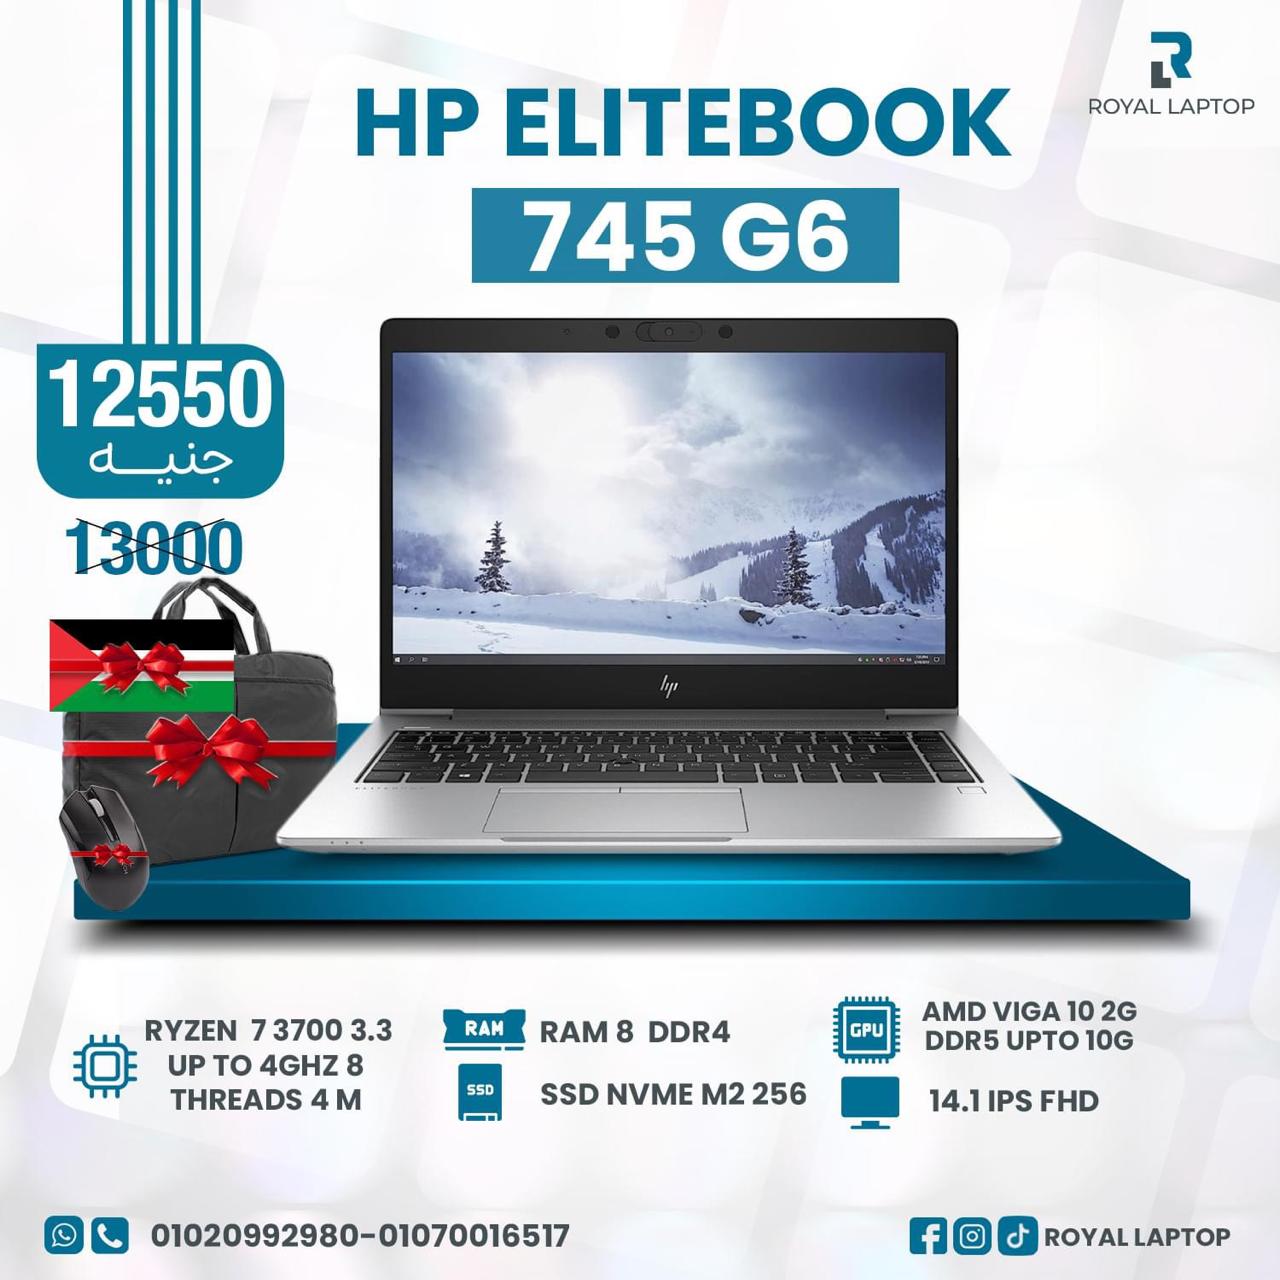 ROYAL LAPTOP
HP ELITEBOOK
745 G6
12550
جنيه
13000
hp
RYZEN 7 3700 3.3
UP TO 4GHZ 8
THREADS 4 M
RAM
RAM 8 DDR4
SSD
SSD NVME M2 256
GPU
AMD VIGA 10 2G
DDR5 UPTO 10G
14.1 IPS FHD
01020992980-01070016517
ROYAL LAPTOP